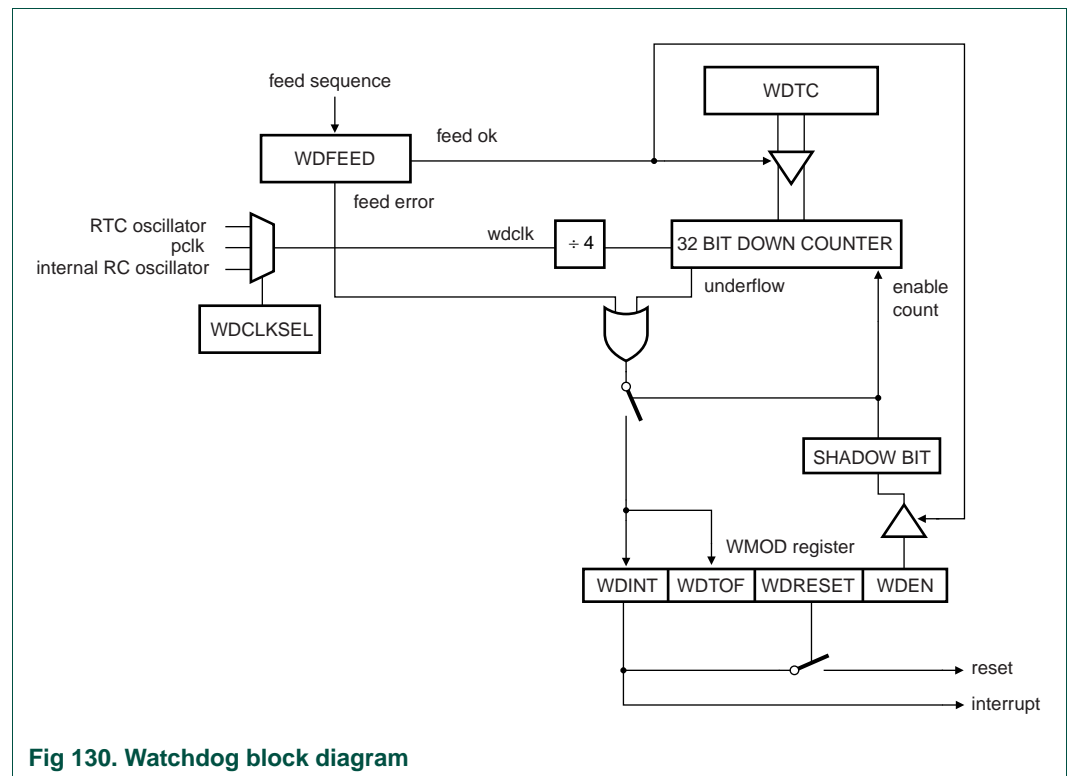 feed sequence
WDTC
feed ok
WDFEED
feed error
RTC oscillator
pclk
internal RC oscillator
wdclk
÷ 4
32 BIT DOWN COUNTER
underflow
enable
count
WDCLKSEL
SHADOW BIT
WMOD register
WDINT
WDTOF
WDRESET
WDEN
reset
interrupt
Fig 130. Watchdog block diagram